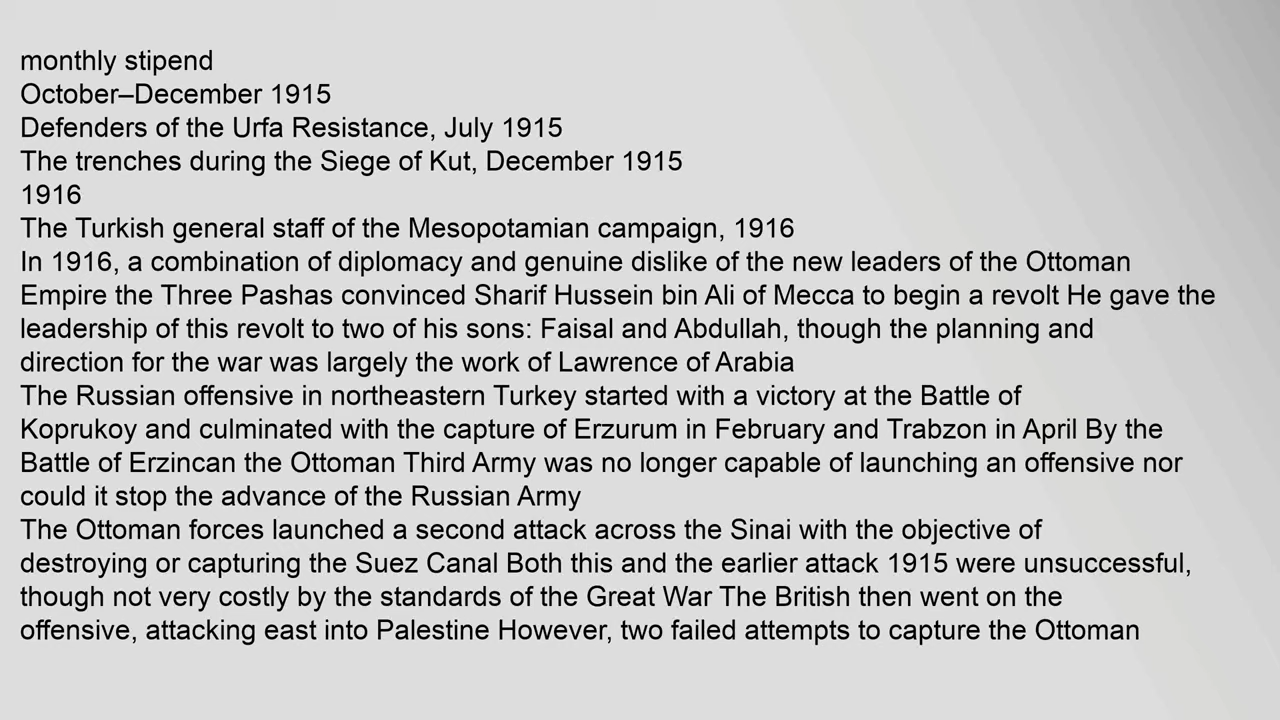 monthly stipend
October–December 1915
Defenders of the Urfa Resistance, July 1915
The trenches during the Siege of Kut, December 1915
1916
The Turkish general staff of the Mesopotamian campaign, 1916
In 1916, a combination of diplomacy and genuine dislike of the new leaders of the Ottoman
Empire the Three Pashas convinced Sharif Hussein bin Ali of Mecca to begin a revolt He gave the
leadership of this revolt to two of his sons: Faisal and Abdullah, though the planning and
direction for the war was largely the work of Lawrence of Arabia
The Russian offensive in northeastern Turkey started with a victory at the Battle of
Koprukoy and culminated with the capture of Erzurum in February and Trabzon in April By the
Battle of Erzincan the Ottoman Third Army was no longer capable of launching an offensive nor
could it stop the advance of the Russian Army
The Ottoman forces launched a second attack across the Sinai with the objective of
destroying or capturing the Suez Canal Both this and the earlier attack 1915 were unsuccessful,
though not very costly by the standards of the Great War The British then went on the
offensive, attacking east into Palestine However, two failed attempts to capture the Ottoman